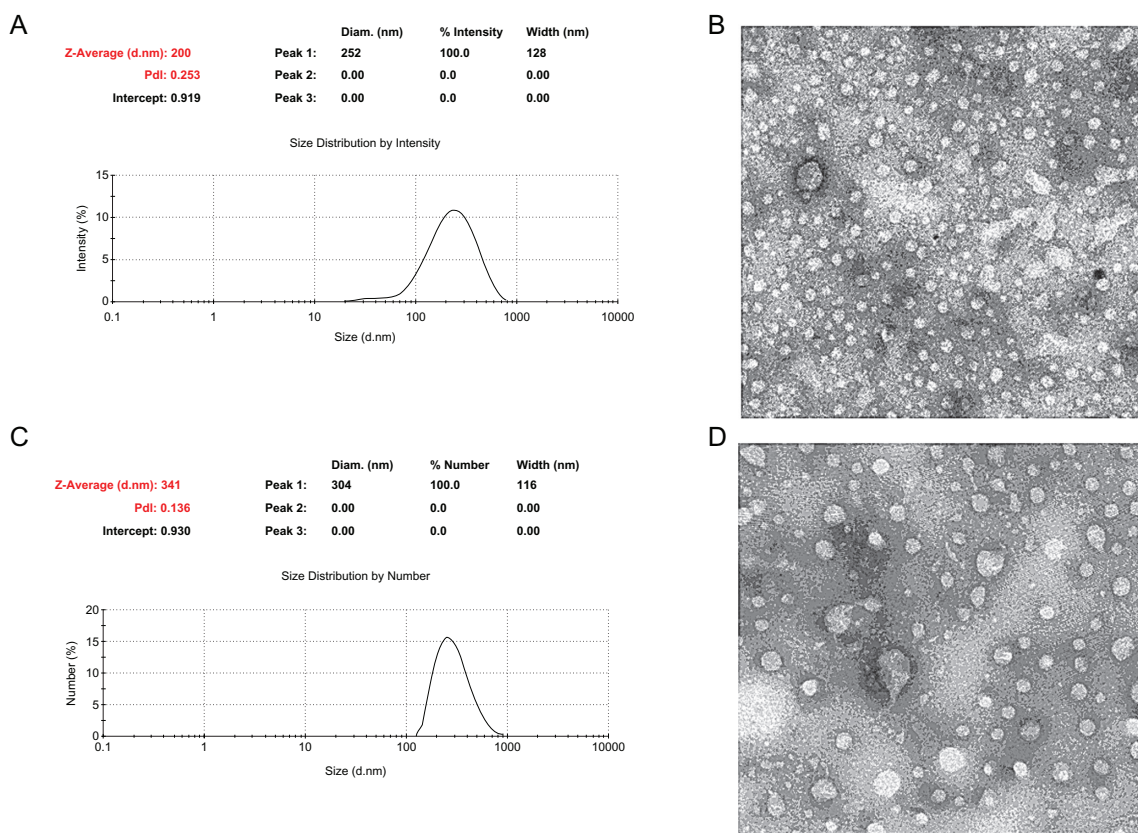 A
Diam. (nm) % Intensity Width (nm)
Z-Average (d.nm): 200 Peak 1: 252 100.0 128
PdI: 0.253 Peak 2: 0.00 0.0 0.00
Intercept: 0.919 Peak 3: 0.00 0.0 0.00
Size Distribution by Intensity
15
10
5
0
Intensity (%)
0.1 1 10 100 1000 10000
Size (d.nm)
B
C
Diam. (nm) % Number Width (nm)
Z-Average (d.nm): 341 Peak 1: 304 100.0 116
PdI: 0.136 Peak 2: 0.00 0.0 0.00
Intercept: 0.930 Peak 3: 0.00 0.0 0.00
Size Distribution by Number
20
15
10
5
0
Number (%)
0.1 1 10 100 1000 10000
Size (d.nm)
D